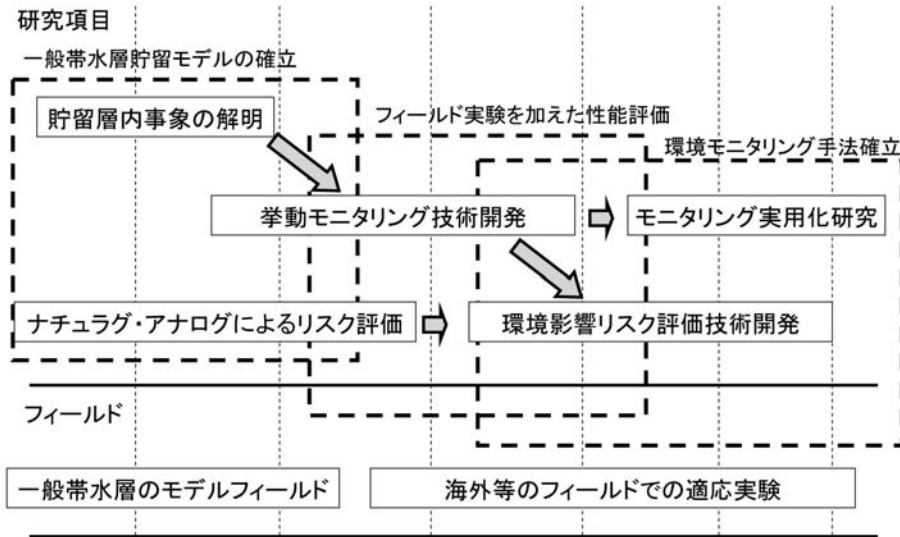 研究項目
一般帯水層貯留モデルの確立
貯留層内事象の解明
フィールド実験を加えた性能評価
環境モニタリング手法確立
挙動モニタリング技術開発
モニタリング実用化研究
ナチュラグ・アナログによるリスク評価
環境影響リスク評価技術開発
フィールド
一般帯水層のモデルフィールド
海外等のフィールドでの適応実験